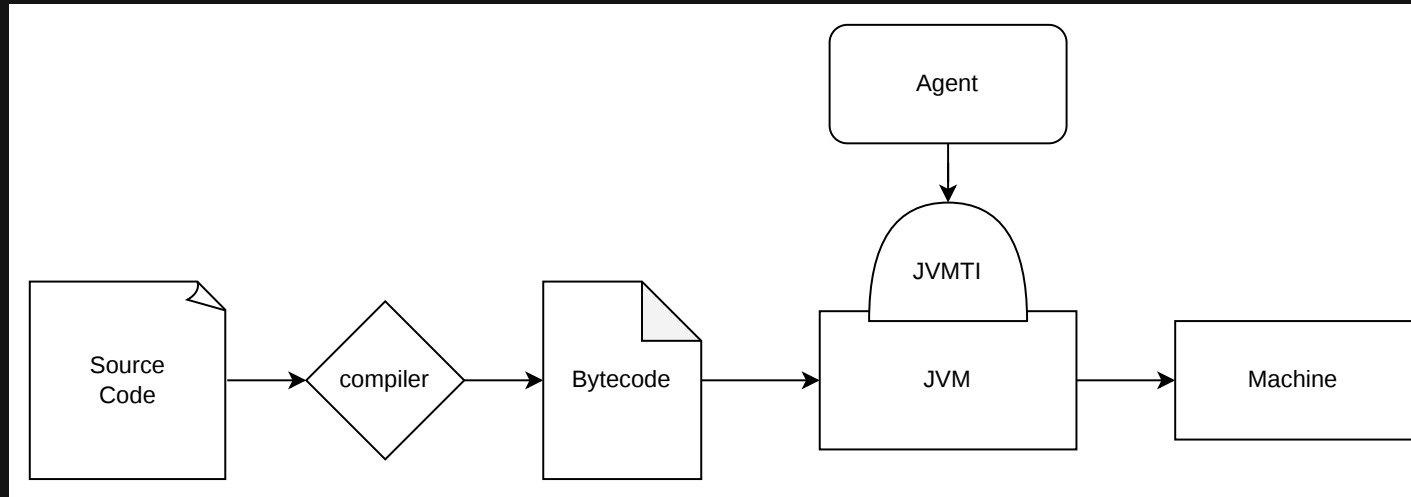 Agent
JVMTI
Source
Code
compiler
Bytecode
JVM
Machine